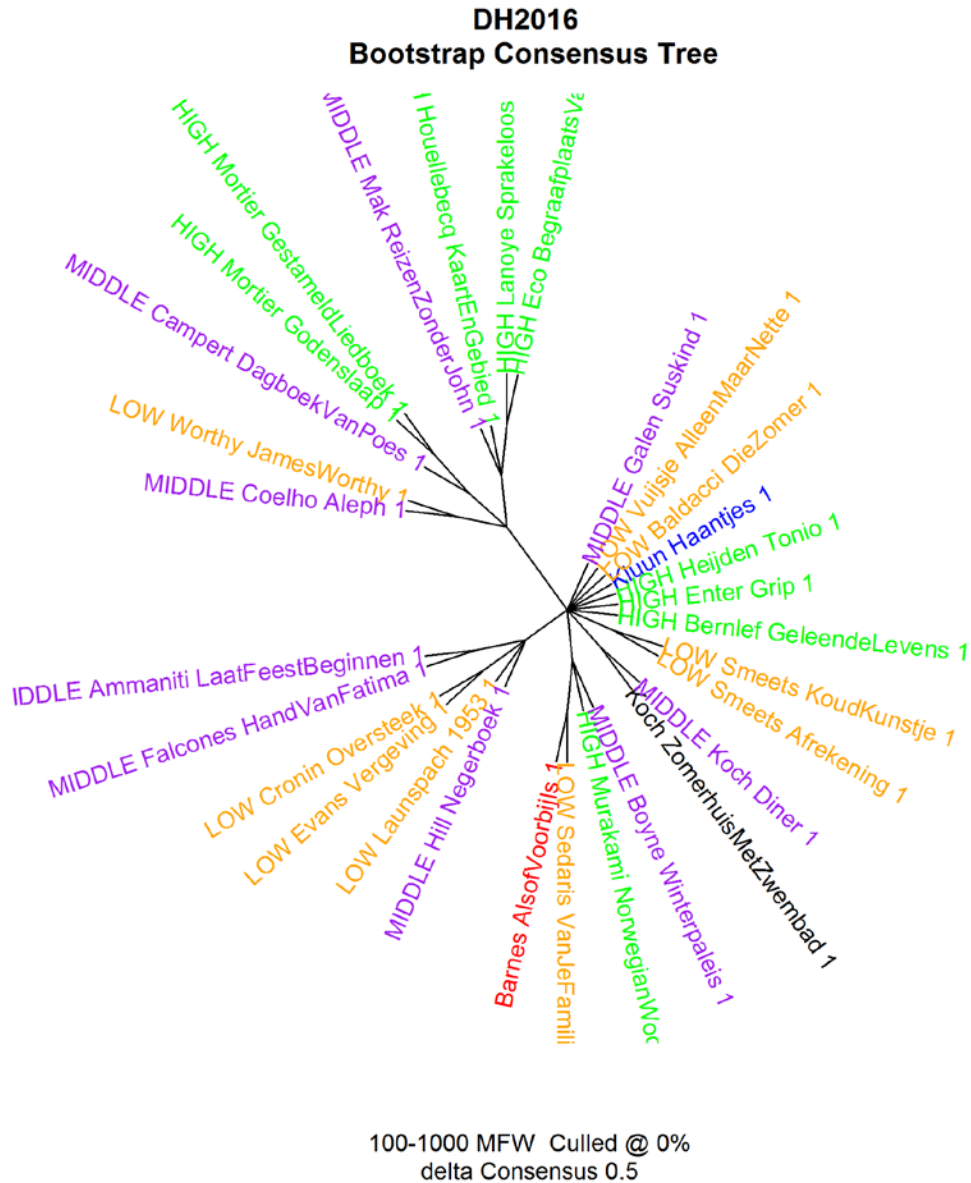 DH2016
Bootstrap Consensus Tree
HIGH Mortier GestameldLiedboek 1
HIGH Mortier Godenslaap 1
MIDDLE Campert DagboekVanPoes 1
LOW Worthy JamesWorthy 1
MIDDLE Coelho Aleph 1
MIDDLE Mak ReizenZonderJohn 1
Houellebecq KaartEnGebied 1
HIGH Lanoye Sprakeloos
HIGH Eco BegraafplaatsVa
MIDDLE Galen Suskind 1
LOW Vuijsje AlleenMaarNette 1
LOW Baldacci DieZomer 1
Kluun Haantjes 1
HIGH Heijden Tonio 1
HIGH Enter Grip 1
HIGH Bernlef GeleendeLevens 1
LOW Smeets KoudKunstje 1
LOW Smeets Afrekening 1
MIDDLE Koch Diner 1
Koch ZomerhuisMetZwembad 1
MIDDLE Boyne Winterpaleis 1
HIGH Murakami NorwegianWoo
LOW Sedaris VanJeFamili
Barnes AlsofVoorbijIs 1
MIDDLE Hill Negerboek 1
LOW Launspach 1953 1
LOW Evans Vergeving 1
LOW Cronin Oversteek 1
MIDDLE Falcones HandVanFatima 1
IDDLE Ammaniti LaatFeestBeginnen 1
100-1000 MFW Culled @ 0%
delta Consensus 0.5